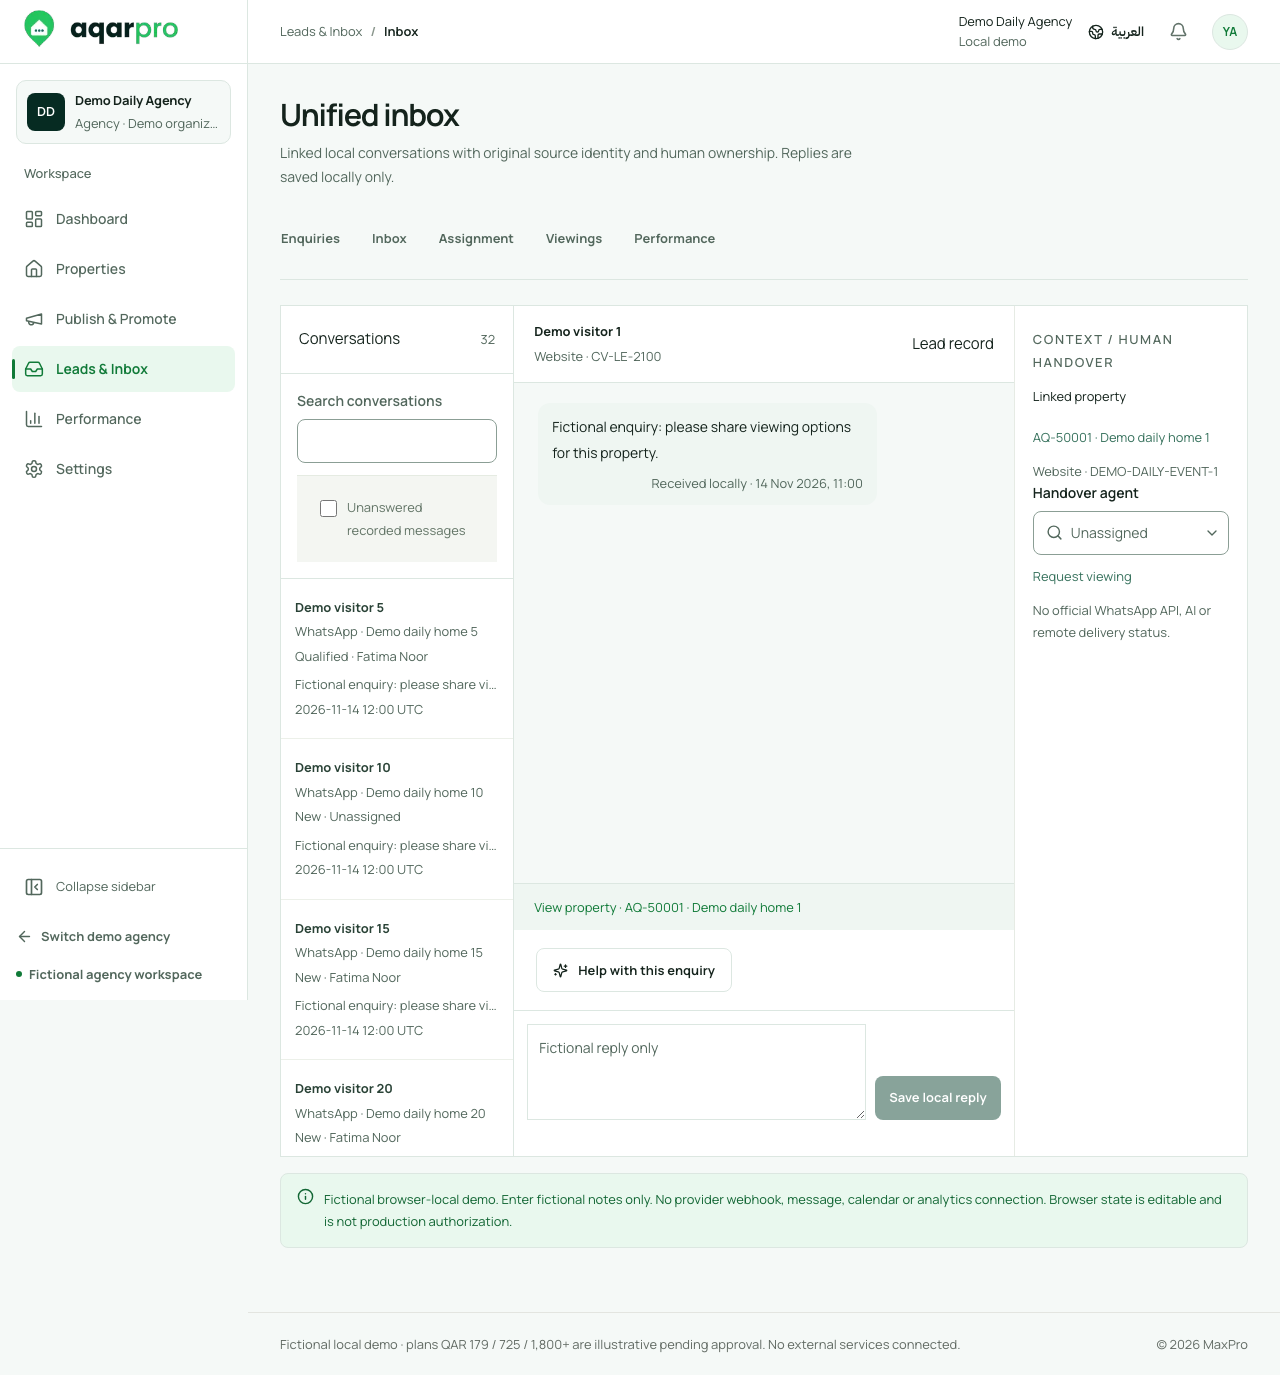 aqarpro
Leads & Inbox / Inbox
Demo Daily Agency
Local demo
العربية
YA
DD
Demo Daily Agency
Agency · Demo organiz...
Workspace
Dashboard
Properties
Publish & Promote
Leads & Inbox
Performance
Settings
Collapse sidebar
Switch demo agency
Fictional agency workspace
Unified inbox
Linked local conversations with original source identity and human ownership. Replies are
saved locally only.
Enquiries Inbox Assignment Viewings Performance
Conversations 32
Search conversations
Unanswered
recorded messages
Demo visitor 5
WhatsApp · Demo daily home 5
Qualified · Fatima Noor
Fictional enquiry: please share vi...
2026-11-14 12:00 UTC
Demo visitor 10
WhatsApp · Demo daily home 10
New · Unassigned
Fictional enquiry: please share vi...
2026-11-14 12:00 UTC
Demo visitor 15
WhatsApp · Demo daily home 15
New · Fatima Noor
Fictional enquiry: please share vi...
2026-11-14 12:00 UTC
Demo visitor 20
WhatsApp · Demo daily home 20
New · Fatima Noor
Demo visitor 1
Website · CV-LE-2100
Lead record
Fictional enquiry: please share viewing options
for this property.
Received locally · 14 Nov 2026, 11:00
View property · AQ-50001 · Demo daily home 1
Help with this enquiry
Fictional reply only
Save local reply
CONTEXT / HUMAN
HANDOVER
Linked property
AQ-50001 · Demo daily home 1
Website · DEMO-DAILY-EVENT-1
Handover agent
Unassigned
Request viewing
No official WhatsApp API, AI or
remote delivery status.
Fictional browser-local demo. Enter fictional notes only. No provider webhook, message, calendar or analytics connection. Browser state is editable and
is not production authorization.
Fictional local demo · plans QAR 179 / 725 / 1,800+ are illustrative pending approval. No external services connected.
© 2026 MaxPro